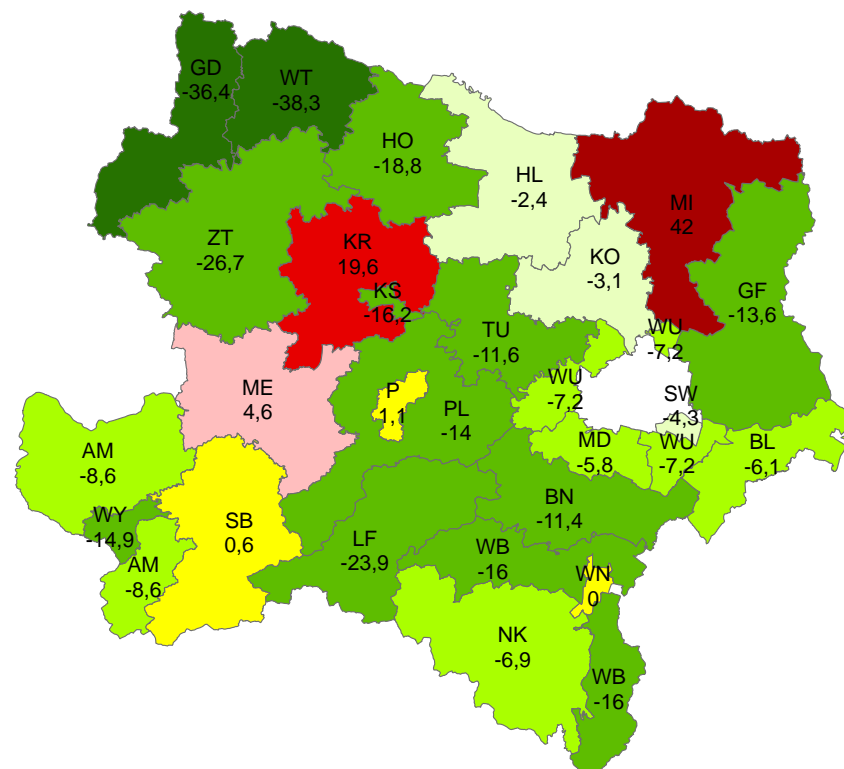 GD
-36,4
WT
-38,3
HO
-18,8
HL
-2,4
MI
42
ZT
-26,7
KR
19,6
KO
-3,1
KS
-16,2
GF
-13,6
TU
-11,6
WU
-7,2
ME
4,6
P
1,1
PL
-14
WU
-7,2
SW
-4,3
AM
-8,6
MD
-5,8
WU
-7,2
BL
-6,1
WY
-14,9
SB
0,6
BN
-11,4
LF
-23,9
WB
-16
AM
-8,6
WN
0
NK
-6,9
WB
-16